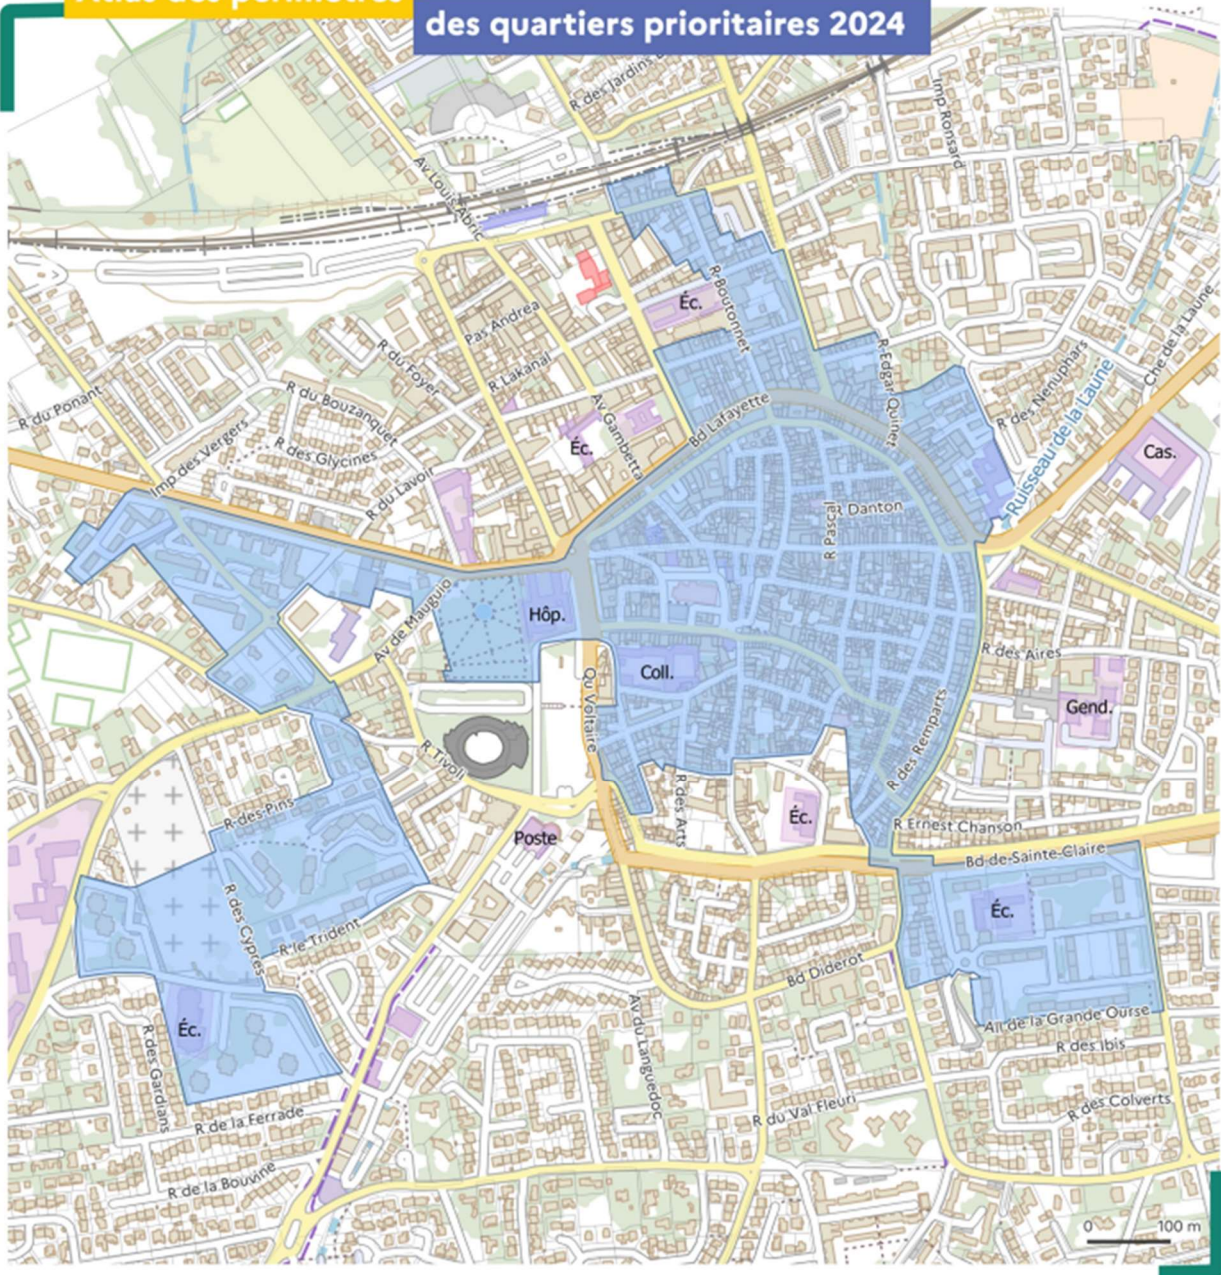 Atlas des périmètres
des quartiers prioritaires 2024
R des Jardins
Imp Ronsard
Av Louis Abric
R Boutonnet
Éc.
Pas Andrea
R du Foyer
R Lakanal
R Edgar Quinet
Che de la Laune
R des Nenuphars
R du Ponant
R du Bouzanquet
Av Gambetta
Bd Lafayette
Ruisseau de la Laune
Imp des Vergers
R des Glycines
Éc.
Cas.
R du Lavoir
R Pascal
R Danton
Av de Mauguio
Hôp.
R des Aires
Coll.
Qu Voltaire
Gend.
R des Remparts
R Tivoli
R des Pins
R des Arts
Éc.
Poste
R Ernest Chanson
Bd de Sainte-Claire
R des Cyprès
Éc.
R le Trident
Bd Diderot
Éc.
Av du Languedoc
All de la Grande Ourse
R des Gardians
R des Ibis
R de la Ferrade
R du Val Fleuri
R des Colverts
R de la Bouvine
0 100 m